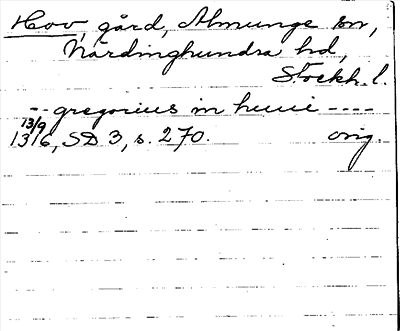 Hov, gård, Almunge sn,
Närdinghundra hd,
Stockh. l.
-- gregorius in huui ----
13/9
1316, SD 3, s. 270. orig.